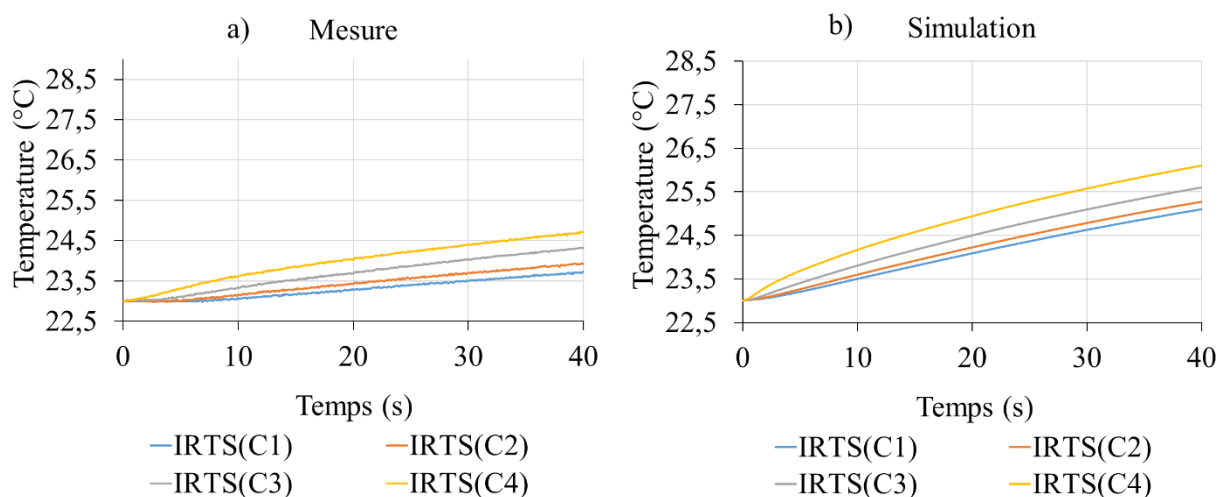 a) Mesure
Temperature (°C)
28,5
27,5
26,5
25,5
24,5
23,5
22,5
0 10 20 30 40
Temps (s)
IRTS(C1) IRTS(C2)
IRTS(C3) IRTS(C4)
b) Simulation
Temperature (°C)
28,5
27,5
26,5
25,5
24,5
23,5
22,5
0 10 20 30 40
Temps (s)
IRTS(C1) IRTS(C2)
IRTS(C3) IRTS(C4)